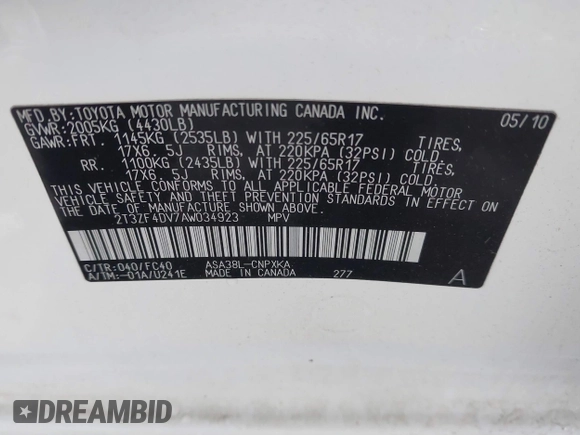 MFD.BY:TOYOTA MOTOR MANUFACTURING CANADA INC. 05/10
GVWR:2005KG (4430LB)
GAWR:FRT. 1145KG (2535LB) WITH 225/65R17 TIRES,
17X6.5J RIMS, AT 220KPA (32PSI) COLD.
RR. 1100KG (2435LB) WITH 225/65R17 TIRES,
17X6.5J RIMS, AT 220KPA (32PSI) COLD.
THIS VEHICLE CONFORMS TO ALL APPLICABLE FEDERAL MOTOR
VEHICLE SAFETY AND THEFT PREVENTION STANDARDS IN
EFFECT ON THE DATE OF MANUFACTURE SHOWN ABOVE.
2T3ZF4DV7AW034923 MPV
C/TR:040/FC40 ASA38L-CNPXKA
A/TM:-01A/U241E MADE IN CANADA 277 A
DREAMBID